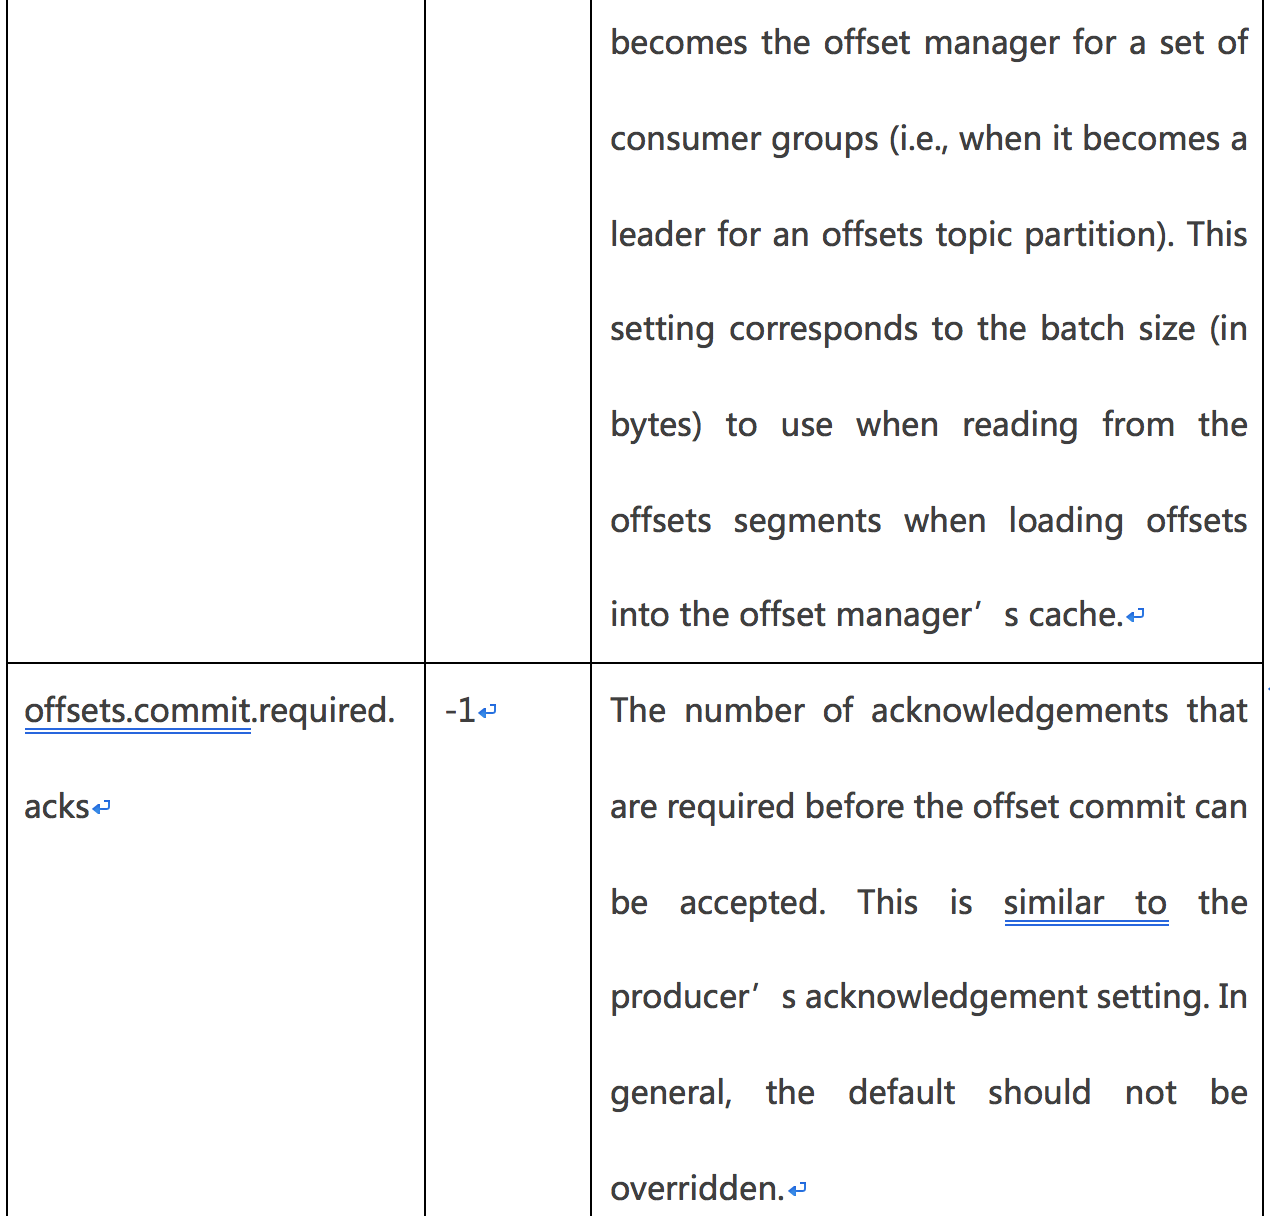 becomes the offset manager for a set of
consumer groups (i.e., when it becomes a
leader for an offsets topic partition). This
setting corresponds to the batch size (in
bytes) to use when reading from the
offsets segments when loading offsets
into the offset manager’s cache.
offsets.commit.required.
acks
-1
The number of acknowledgements that
are required before the offset commit can
be accepted. This is similar to the
producer’s acknowledgement setting. In
general, the default should not be
overridden.